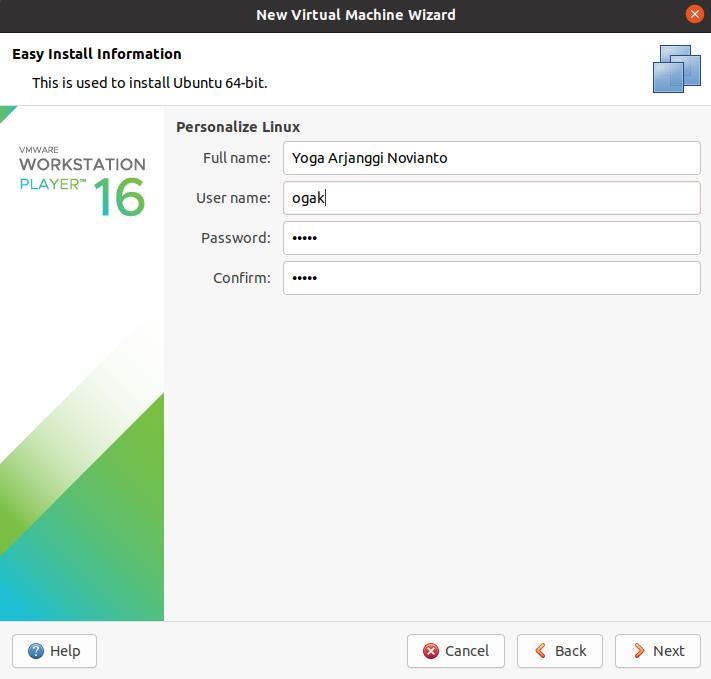 New Virtual Machine Wizard
Easy Install Information
This is used to install Ubuntu 64-bit.
VMWARE
WORKSTATION
PLAYER™ 16
Personalize Linux
Full name: Yoga Arjanggi Novianto
User name: ogak
Password: •••••
Confirm: •••••
Help Cancel Back Next